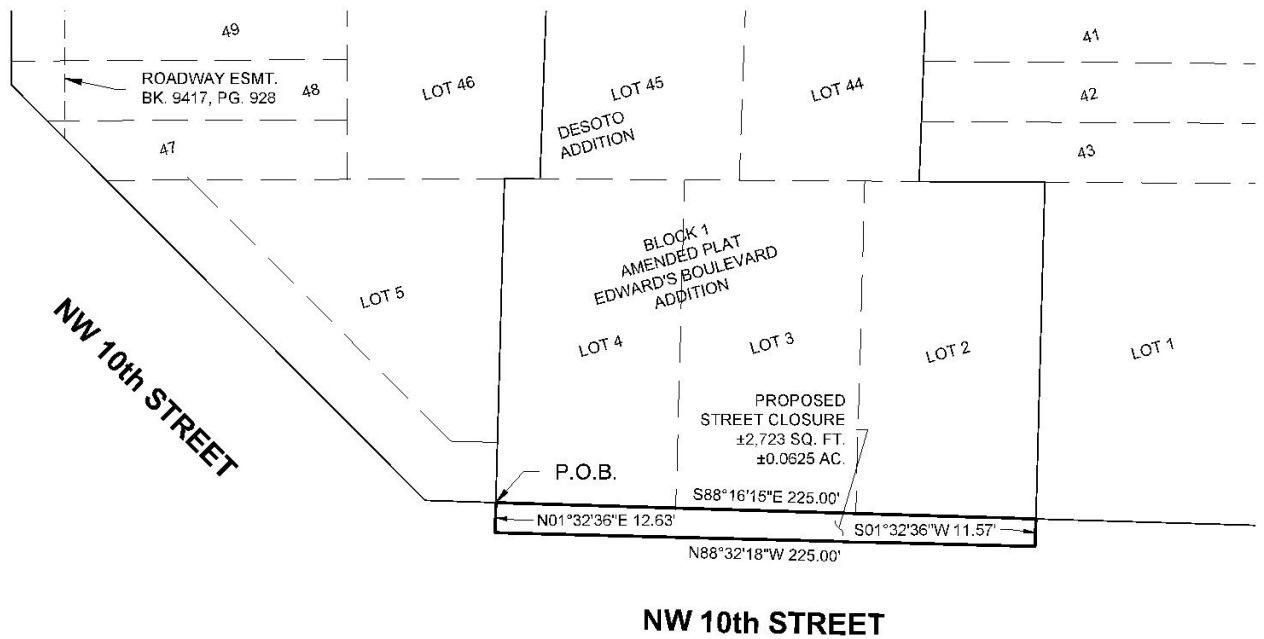 49
41
ROADWAY ESMT.
BK. 9417, PG. 928
48
LOT 46
LOT 45
LOT 44
42
DESOTO
ADDITION
47
43
BLOCK 1
AMENDED PLAT
EDWARD'S BOULEVARD
ADDITION
LOT 5
LOT 4
LOT 3
LOT 2
LOT 1
NW 10th STREET
PROPOSED
STREET CLOSURE
±2,723 SQ. FT.
±0.0625 AC.
P.O.B.
S88°16'15"E 225.00'
N01°32'36"E 12.63'
S01°32'36"W 11.57'
N88°32'18"W 225.00'
NW 10th STREET